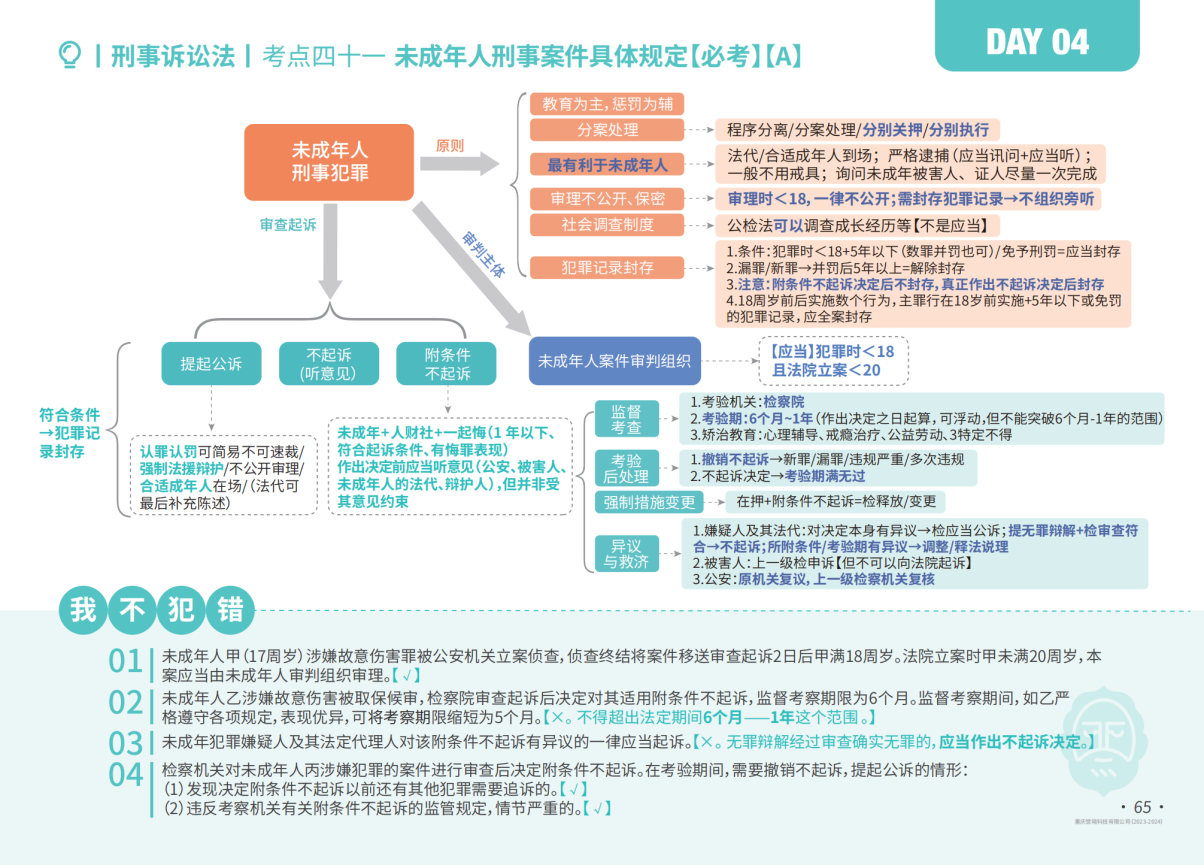 DAY 04
|刑事诉讼法|考点四十一 未成年人刑事案件具体规定【必考】【A】
未成年人
刑事犯罪
原则
审查起诉
审判主体
教育为主,惩罚为辅
分案处理
程序分离/分案处理/分别关押/分别执行
最有利于未成年人
法代/合适成年人到场；严格逮捕(应当讯问+应当听)；
一般不用戒具；询问未成年被害人、证人尽量一次完成
审理不公开、保密
审理时＜18,一律不公开;需封存犯罪记录→不组织旁听
社会调查制度
公检法可以调查成长经历等【不是应当】
犯罪记录封存
1.条件:犯罪时＜18+5年以下(数罪并罚也可)/免予刑罚=应当封存
2.漏罪/新罪→并罚后5年以上=解除封存
3.注意:附条件不起诉决定后不封存,真正作出不起诉决定后封存
4.18周岁前后实施数个行为,主罪行在18岁前实施+5年以下或免罚
的犯罪记录,应全案封存
提起公诉
不起诉
(听意见)
附条件
不起诉
未成年人案件审判组织
【应当】犯罪时＜18
且法院立案＜20
符合条件
→犯罪记
录封存
认罪认罚可简易不可速裁/
强制法援辩护/不公开审理/
合适成年人在场/(法代可
最后补充陈述)
未成年+人财社+一起悔(1 年以下、
符合起诉条件、有悔罪表现)
作出决定前应当听意见(公安、被害人、
未成年人的法代、辩护人),但并非受
其意见约束
监督
考查
1.考验机关:检察院
2.考验期:6个月~1年(作出决定之日起算,可浮动,但不能突破6个月-1年的范围)
3.矫治教育:心理辅导、戒瘾治疗、公益劳动、3特定不得
考验
后处理
1.撤销不起诉→新罪/漏罪/违规严重/多次违规
2.不起诉决定→考验期满无过
强制措施变更
在押+附条件不起诉=检释放/变更
异议
与救济
1.嫌疑人及其法代:对决定本身有异议→检应当公诉;提无罪辩解+检审查符
合→不起诉;所附条件/考验期有异议→调整/释法说理
2.被害人:上一级检申诉【但不可以向法院起诉】
3.公安:原机关复议,上一级检察机关复核
我不犯错
01 未成年人甲(17周岁)涉嫌故意伤害罪被公安机关立案侦查,侦查终结将案件移送审查起诉2日后甲满18周岁。法院立案时甲未满20周岁,本
案应当由未成年人审判组织审理。【√】
02 未成年人乙涉嫌故意伤害被取保候审,检察院审查起诉后决定对其适用附条件不起诉,监督考察期限为6个月。监督考察期间,如乙严
格遵守各项规定,表现优异,可将考察期限缩短为5个月。【×。不得超出法定期间6个月——1年这个范围。】
03 未成年犯罪嫌疑人及其法定代理人对该附条件不起诉有异议的一律应当起诉。【×。无罪辩解经过审查确实无罪的,应当作出不起诉决定。】
04 检察机关对未成年人丙涉嫌犯罪的案件进行审查后决定附条件不起诉。在考验期间,需要撤销不起诉,提起公诉的情形:
(1)发现决定附条件不起诉以前还有其他犯罪需要追诉的。【√】
(2)违反考察机关有关附条件不起诉的监管规定,情节严重的。【√】
· 65 ·